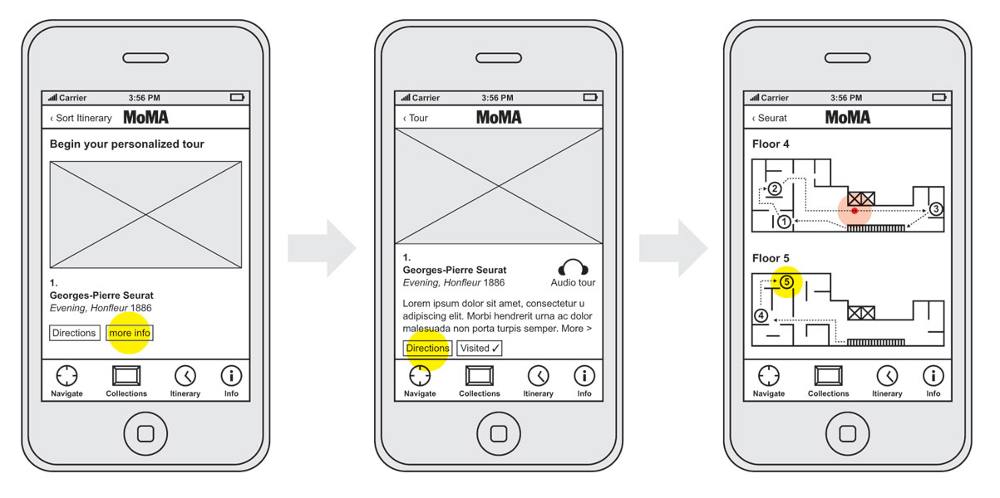 Carrier 3:56 PM
‹ Sort Itinerary MoMA
Begin your personalized tour
1.
Georges-Pierre Seurat
Evening, Honfleur 1886
Directions more info
Navigate Collections Itinerary Info
Carrier 3:56 PM
‹ Tour MoMA
1.
Georges-Pierre Seurat
Evening, Honfleur 1886
Audio tour
Lorem ipsum dolor sit amet, consectetur u
adipiscing elit. Morbi hendrerit urna ac dolor
malesuada non porta turpis semper. More >
Directions Visited ✓
Navigate Collections Itinerary Info
Carrier 3:56 PM
‹ Seurat MoMA
Floor 4
2
3
1
Floor 5
5
4
Navigate Collections Itinerary Info